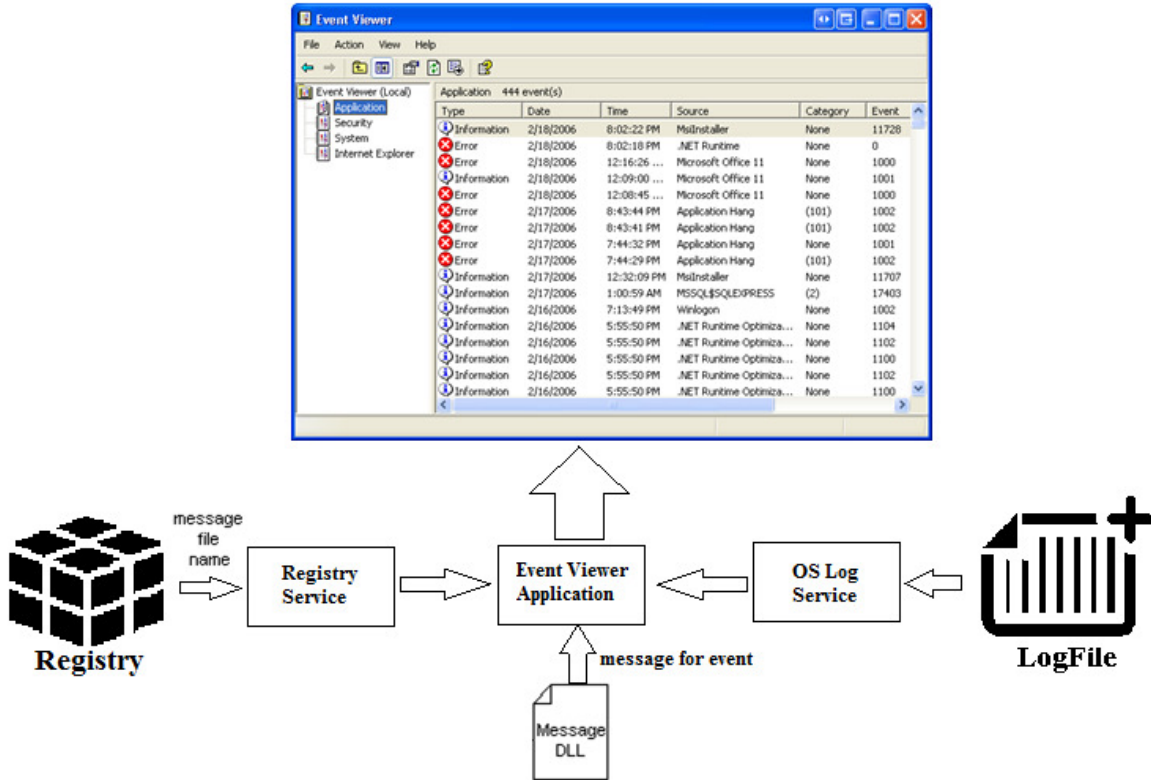 Event Viewer
File Action View Help
Event Viewer (Local)
Application
Security
System
Internet Explorer
Application 444 event(s)
Type Date Time Source Category Event
Information 2/18/2006 8:02:22 PM MsiInstaller None 11728
Error 2/18/2006 8:02:18 PM .NET Runtime None 0
Error 2/18/2006 12:16:26 ... Microsoft Office 11 None 1000
Information 2/18/2006 12:09:00 ... Microsoft Office 11 None 1001
Error 2/18/2006 12:08:45 ... Microsoft Office 11 None 1000
Error 2/17/2006 8:43:44 PM Application Hang (101) 1002
Error 2/17/2006 8:43:41 PM Application Hang (101) 1002
Error 2/17/2006 7:44:32 PM Application Hang None 1001
Error 2/17/2006 7:44:29 PM Application Hang (101) 1002
Information 2/17/2006 12:32:09 PM MsiInstaller None 11707
Information 2/17/2006 1:00:59 AM MSSQL$SQLEXPRESS (2) 17403
Information 2/16/2006 7:13:49 PM Winlogon None 1002
Information 2/16/2006 5:55:50 PM .NET Runtime Optimiza... None 1104
Information 2/16/2006 5:55:50 PM .NET Runtime Optimiza... None 1102
Information 2/16/2006 5:55:50 PM .NET Runtime Optimiza... None 1100
Information 2/16/2006 5:55:50 PM .NET Runtime Optimiza... None 1102
Information 2/16/2006 5:55:50 PM .NET Runtime Optimiza... None 1100
message
file
name
Registry
Registry
Service
Event Viewer
Application
OS Log
Service
LogFile
message for event
Message
DLL